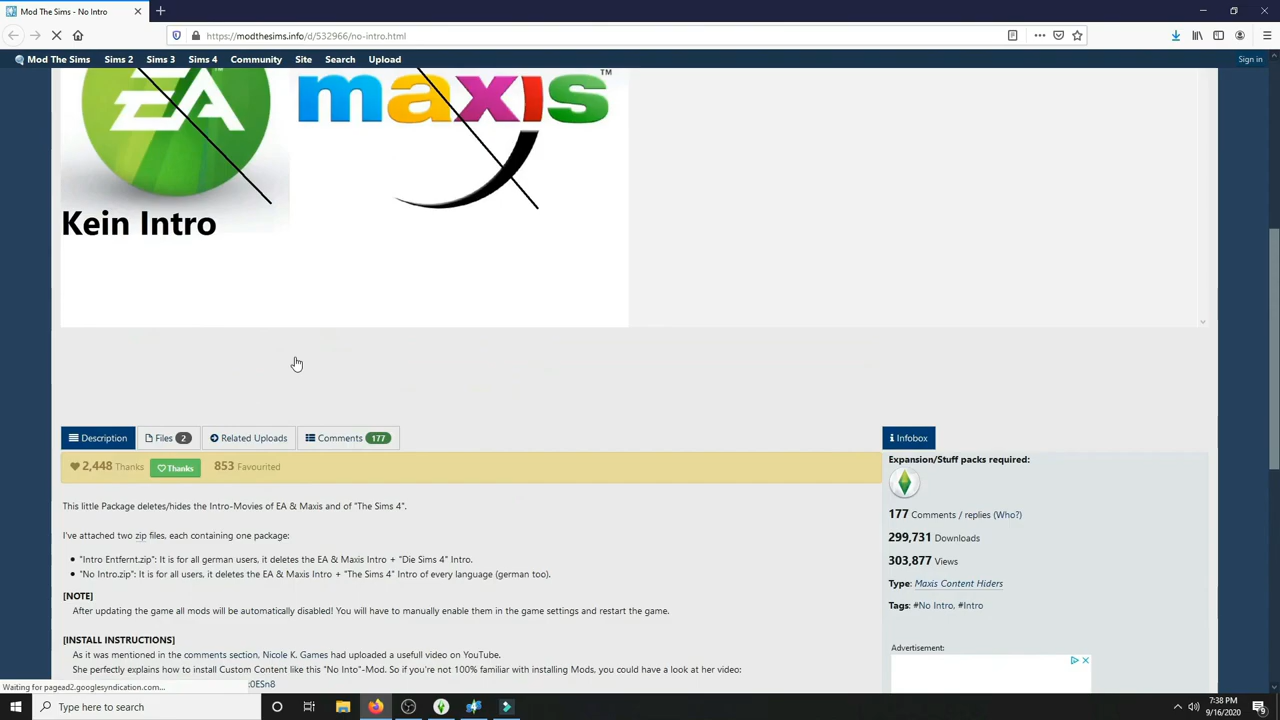 Mod The Sims - No Intro
https://modthesims.info/d/532966/no-intro.html
Mod The Sims Sims 2 Sims 3 Sims 4 Community Site Search Upload Sign in
EA
maxis™
Kein Intro
Description Files 2 Related Uploads Comments 177
Infobox
2,448 Thanks Thanks 853 Favourited
Expansion/Stuff packs required:
This little Package deletes/hides the Intro-Movies of EA & Maxis and of "The Sims 4".
177 Comments / replies (Who?)
I've attached two zip files, each containing one package:
299,731 Downloads
"Intro Entfernt.zip": It is for all german users, it deletes the EA & Maxis Intro + "Die Sims 4" Intro.
303,877 Views
"No Intro.zip": It is for all users, it deletes the EA & Maxis Intro + "The Sims 4" Intro of every language (german too).
Type: Maxis Content Hiders
[NOTE]
Tags: #No Intro, #Intro
After updating the game all mods will be automatically disabled! You will have to manually enable them in the game settings and restart the game.
[INSTALL INSTRUCTIONS]
Advertisement:
As it was mentioned in the comments section, Nicole K. Games had uploaded a usefull video on YouTube.
She perfectly explains how to install Custom Content like this "No Into"-Mod. So if you're not 100% familiar with installing Mods, you could have a look at her video:
Waiting for pagead2.googlesyndication.com... :0ESn8
Type here to search
7:38 PM
9/16/2020
9